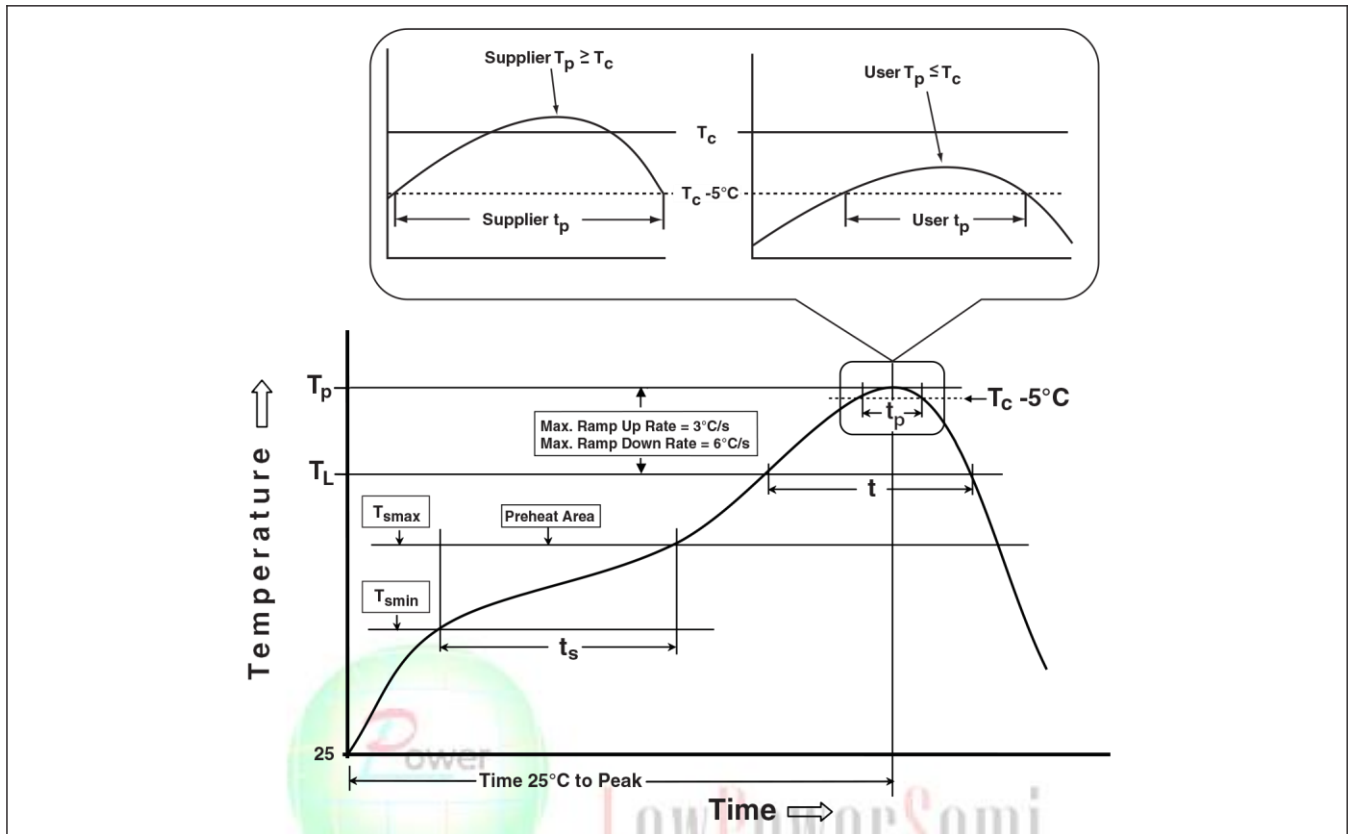 Supplier Tp ≥ Tc
User Tp ≤ Tc
Tc
Tc -5°C
Supplier tp
User tp
Tp
Tc -5°C
tp
Max. Ramp Up Rate = 3°C/s
Max. Ramp Down Rate = 6°C/s
TL
t
Tsmax
Preheat Area
Tsmin
ts
Temperature
25
Power
Time 25°C to Peak
Time
LowPowerSemi